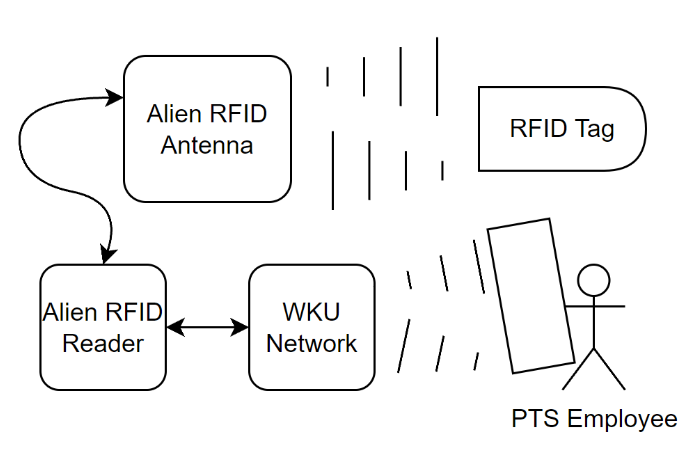 Alien RFID
Antenna
RFID Tag
Alien RFID
Reader
WKU
Network
PTS Employee